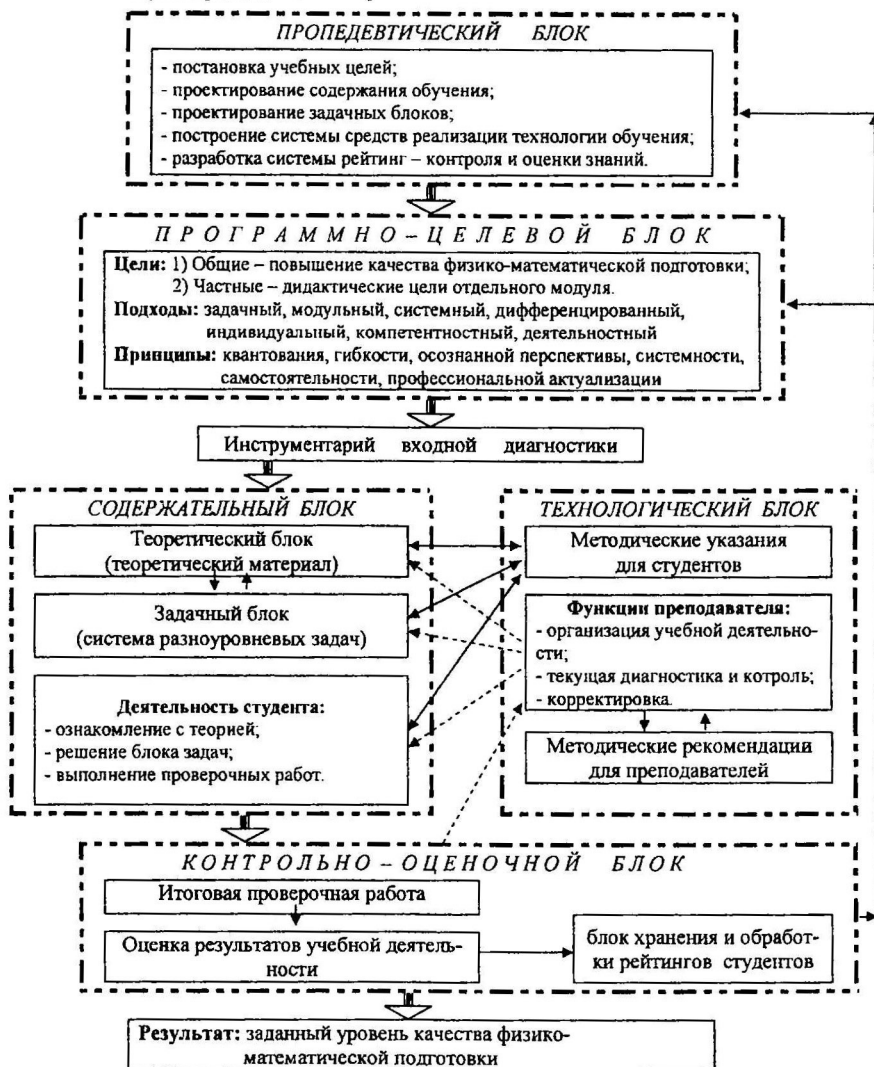 ПРОПЕДЕВТИЧЕСКИЙ БЛОК
- постановка учебных целей;
- проектирование содержания обучения;
- проектирование задачных блоков;
- построение системы средств реализации технологии обучения;
- разработка системы рейтинг – контроля и оценки знаний.
ПРОГРАММНО – ЦЕЛЕВОЙ БЛОК
Цели: 1) Общие – повышение качества физико-математической подготовки;
2) Частные – дидактические цели отдельного модуля.
Подходы: задачный, модульный, системный, дифференцированный,
индивидуальный, компетентностный, деятельностный
Принципы: квантования, гибкости, осознанной перспективы, системности,
самостоятельности, профессиональной актуализации
Инструментарий входной диагностики
СОДЕРЖАТЕЛЬНЫЙ БЛОК
Теоретический блок
(теоретический материал)
Задачный блок
(система разноуровневых задач)
Деятельность студента:
- ознакомление с теорией;
- решение блока задач;
- выполнение проверочных работ.
ТЕХНОЛОГИЧЕСКИЙ БЛОК
Методические указания
для студентов
Функции преподавателя:
- организация учебной деятельно-
сти;
- текущая диагностика и котроль;
- корректировка.
Методические рекомендации
для преподавателей
КОНТРОЛЬНО – ОЦЕНОЧНОЙ БЛОК
Итоговая проверочная работа
Оценка результатов учебной деятель-
ности
блок хранения и обработ-
ки рейтингов студентов
Результат: заданный уровень качества физико-
математической подготовки